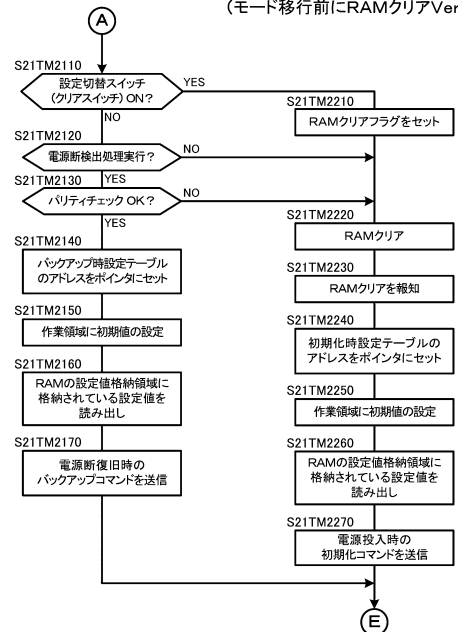 (モード移行前にRAMクリアVer
A
S21TM2110
設定切替スイッチ
(クリアスイッチ)ON?
YES
NO
S21TM2210
RAMクリアフラグをセット
S21TM2120
電源断検出処理実行?
NO
YES
S21TM2130
パリティチェック OK?
NO
YES
S21TM2140
バックアップ時設定テーブル
のアドレスをポインタにセット
S21TM2150
作業領域に初期値の設定
S21TM2160
RAMの設定値格納領域に
格納されている設定値を
読み出し
S21TM2170
電源断復旧時の
バックアップコマンドを送信
S21TM2220
RAMクリア
S21TM2230
RAMクリアを報知
S21TM2240
初期化時設定テーブルの
アドレスをポインタにセット
S21TM2250
作業領域に初期値の設定
S21TM2260
RAMの設定値格納領域に
格納されている設定値を
読み出し
S21TM2270
電源投入時の
初期化コマンドを送信
E